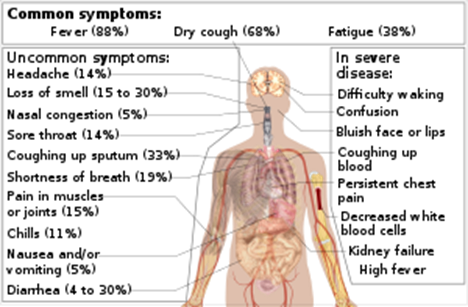 Common symptoms:
Fever (88%) Dry cough (68%) Fatigue (38%)
Uncommon symptoms:
Headache (14%)
Loss of smell (15 to 30%)
Nasal congestion (5%)
Sore throat (14%)
Coughing up sputum (33%)
Shortness of breath (19%)
Pain in muscles
or joints (15%)
Chills (11%)
Nausea and/or
vomiting (5%)
Diarrhea (4 to 30%)
In severe
disease:
Difficulty waking
Confusion
Bluish face or lips
Coughing up
blood
Persistent chest
pain
Decreased white
blood cells
Kidney failure
High fever